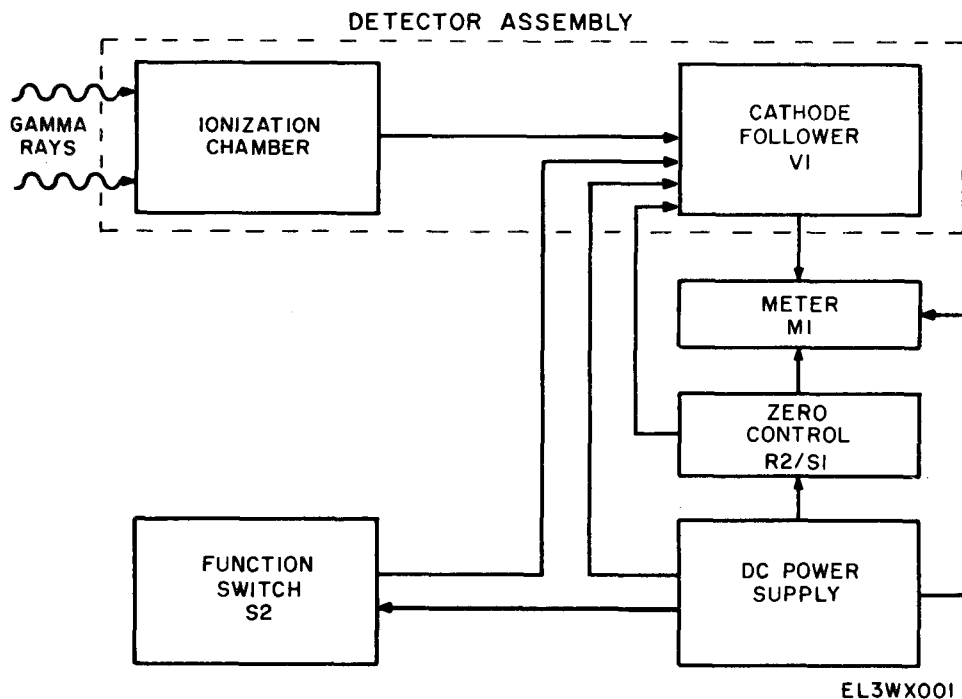 DETECTOR ASSEMBLY
GAMMA
RAYS
IONIZATION
CHAMBER
CATHODE
FOLLOWER
V1
METER
M1
ZERO
CONTROL
R2/S1
FUNCTION
SWITCH
S2
DC POWER
SUPPLY
EL3WX001